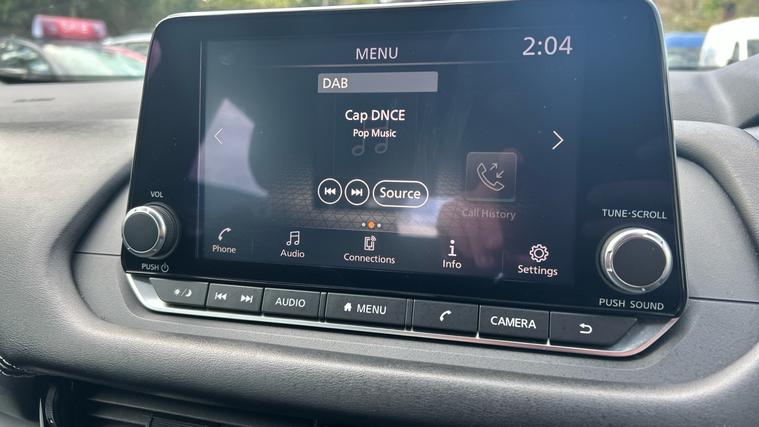 MENU
2:04
DAB
Cap DNCE
Pop Music
Source
Call History
Phone
Audio
Connections
Info
Settings
VOL
PUSH
TUNE·SCROLL
PUSH SOUND
AUDIO
MENU
CAMERA